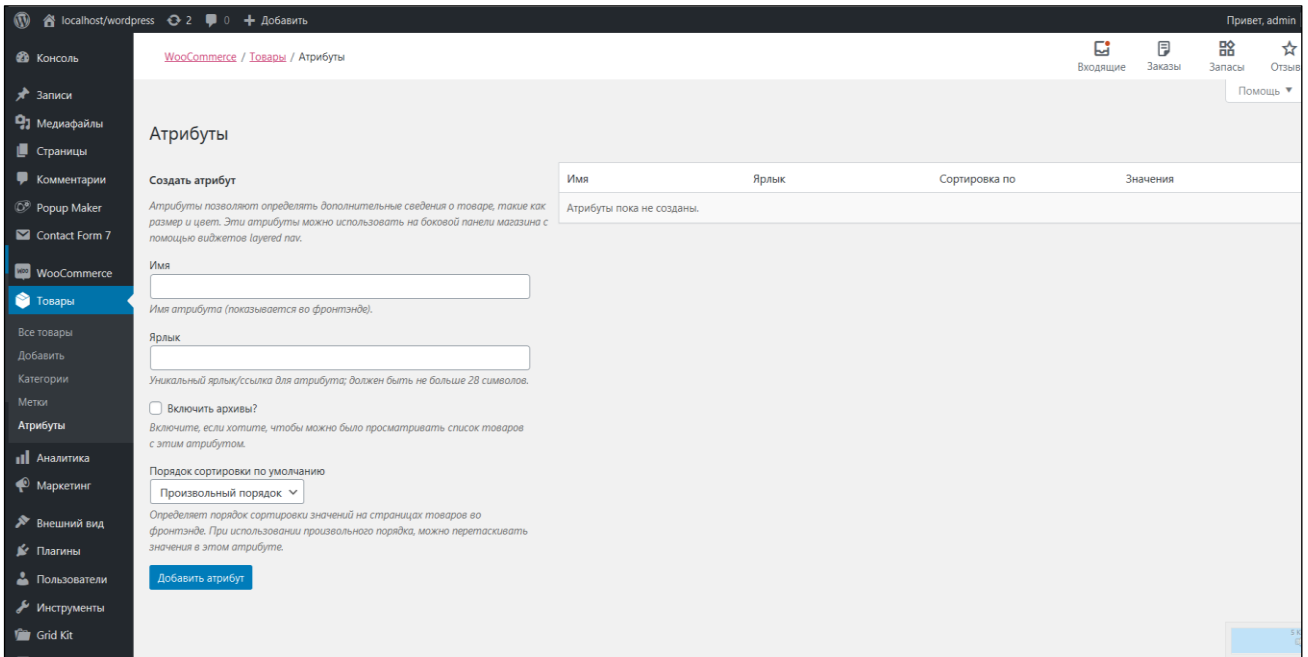 localhost/wordpress 2 0 + Добавить Привет, admin
Консоль
Записи
Медиафайлы
Страницы
Комментарии
Popup Maker
Contact Form 7
WooCommerce
Товары
Все товары
Добавить
Категории
Метки
Атрибуты
Аналитика
Маркетинг
Внешний вид
Плагины
Пользователи
Инструменты
Grid Kit
WooCommerce / Товары / Атрибуты
Входящие Заказы Запасы Отзыв
Помощь
Атрибуты
Создать атрибут
Атрибуты позволяют определять дополнительные сведения о товаре, такие как
размер и цвет. Эти атрибуты можно использовать на боковой панели магазина с
помощью виджетов layered nav.
Имя
Имя атрибута (показывается во фронтэнде).
Ярлык
Уникальный ярлык/ссылка для атрибута; должен быть не больше 28 символов.
Включить архивы?
Включите, если хотите, чтобы можно было просматривать список товаров
с этим атрибутом.
Порядок сортировки по умолчанию
Произвольный порядок
Определяет порядок сортировки значений на страницах товаров во
фронтэнде. При использовании произвольного порядка, можно перетаскивать
значения в этом атрибуте.
Добавить атрибут
Имя Ярлык Сортировка по Значения
Атрибуты пока не созданы.